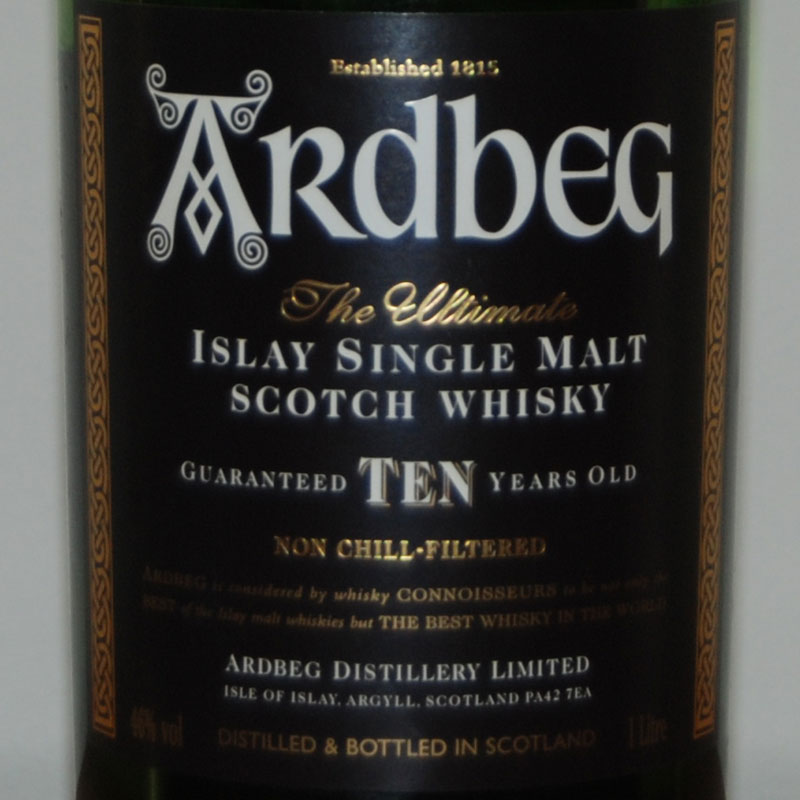 Established 1815
ARDBEG
The Ultimate
ISLAY SINGLE MALT
SCOTCH WHISKY
GUARANTEED TEN YEARS OLD
NON CHILL-FILTERED
ARDBEG is considered by whisky CONNOISSEURS to be not only the
BEST of the Islay malt whiskies but THE BEST WHISKY IN THE WORLD
ARDBEG DISTILLERY LIMITED
ISLE OF ISLAY, ARGYLL, SCOTLAND PA42 7EA
46% vol DISTILLED & BOTTLED IN SCOTLAND 1 Litre